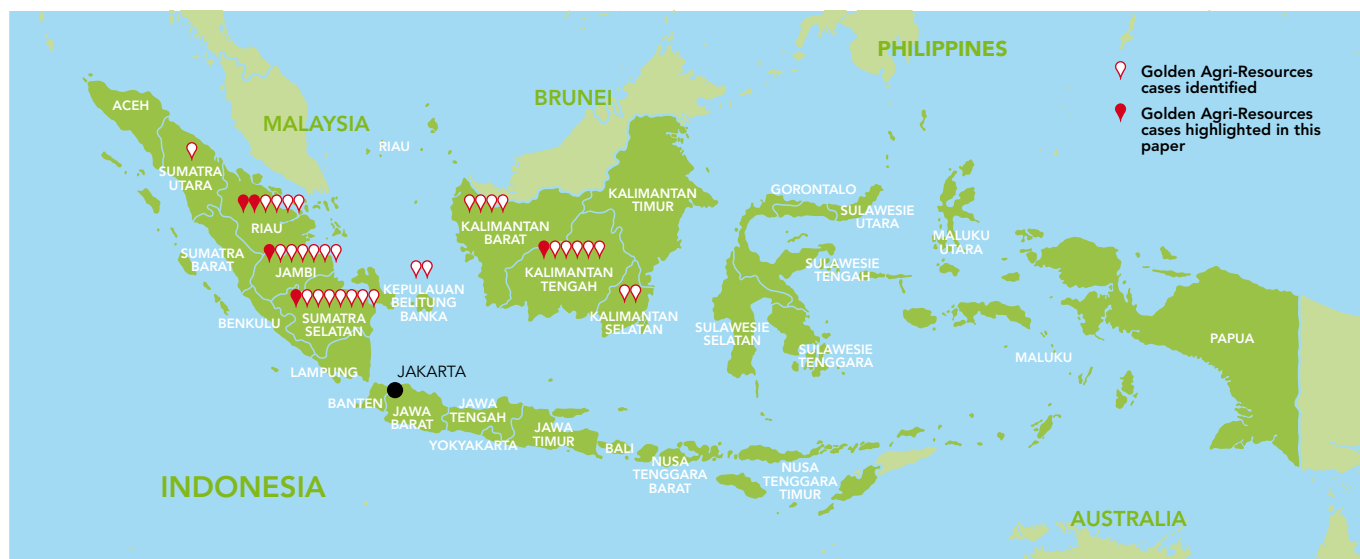 PHILIPPINES
Golden Agri-Resources
cases identified
Golden Agri-Resources
cases highlighted in this
paper
BRUNEI
ACEH
MALAYSIA
RIAU
SUMATRA
UTARA
KALIMANTAN
TIMUR
GORONTALO
SULAWESIE
UTARA
RIAU
KALIMANTAN
BARAT
MALUKU
UTARA
SUMATRA
BARAT
JAMBI
KALIMANTAN
TENGAH
SULAWESIE
TENGAH
KEPULAUAN
BELITUNG
BANKA
BENKULU
SUMATRA
SELATAN
KALIMANTAN
SELATAN
SULAWESIE
SELATAN
SULAWESIE
TENGGARA
MALUKU
PAPUA
LAMPUNG
JAKARTA
BANTEN
JAWA
BARAT
JAWA
TENGAH
YOKYAKARTA
JAWA
TIMUR
BALI
NUSA
TENGGARA
BARAT
NUSA
TENGGARA
TIMUR
INDONESIA
AUSTRALIA